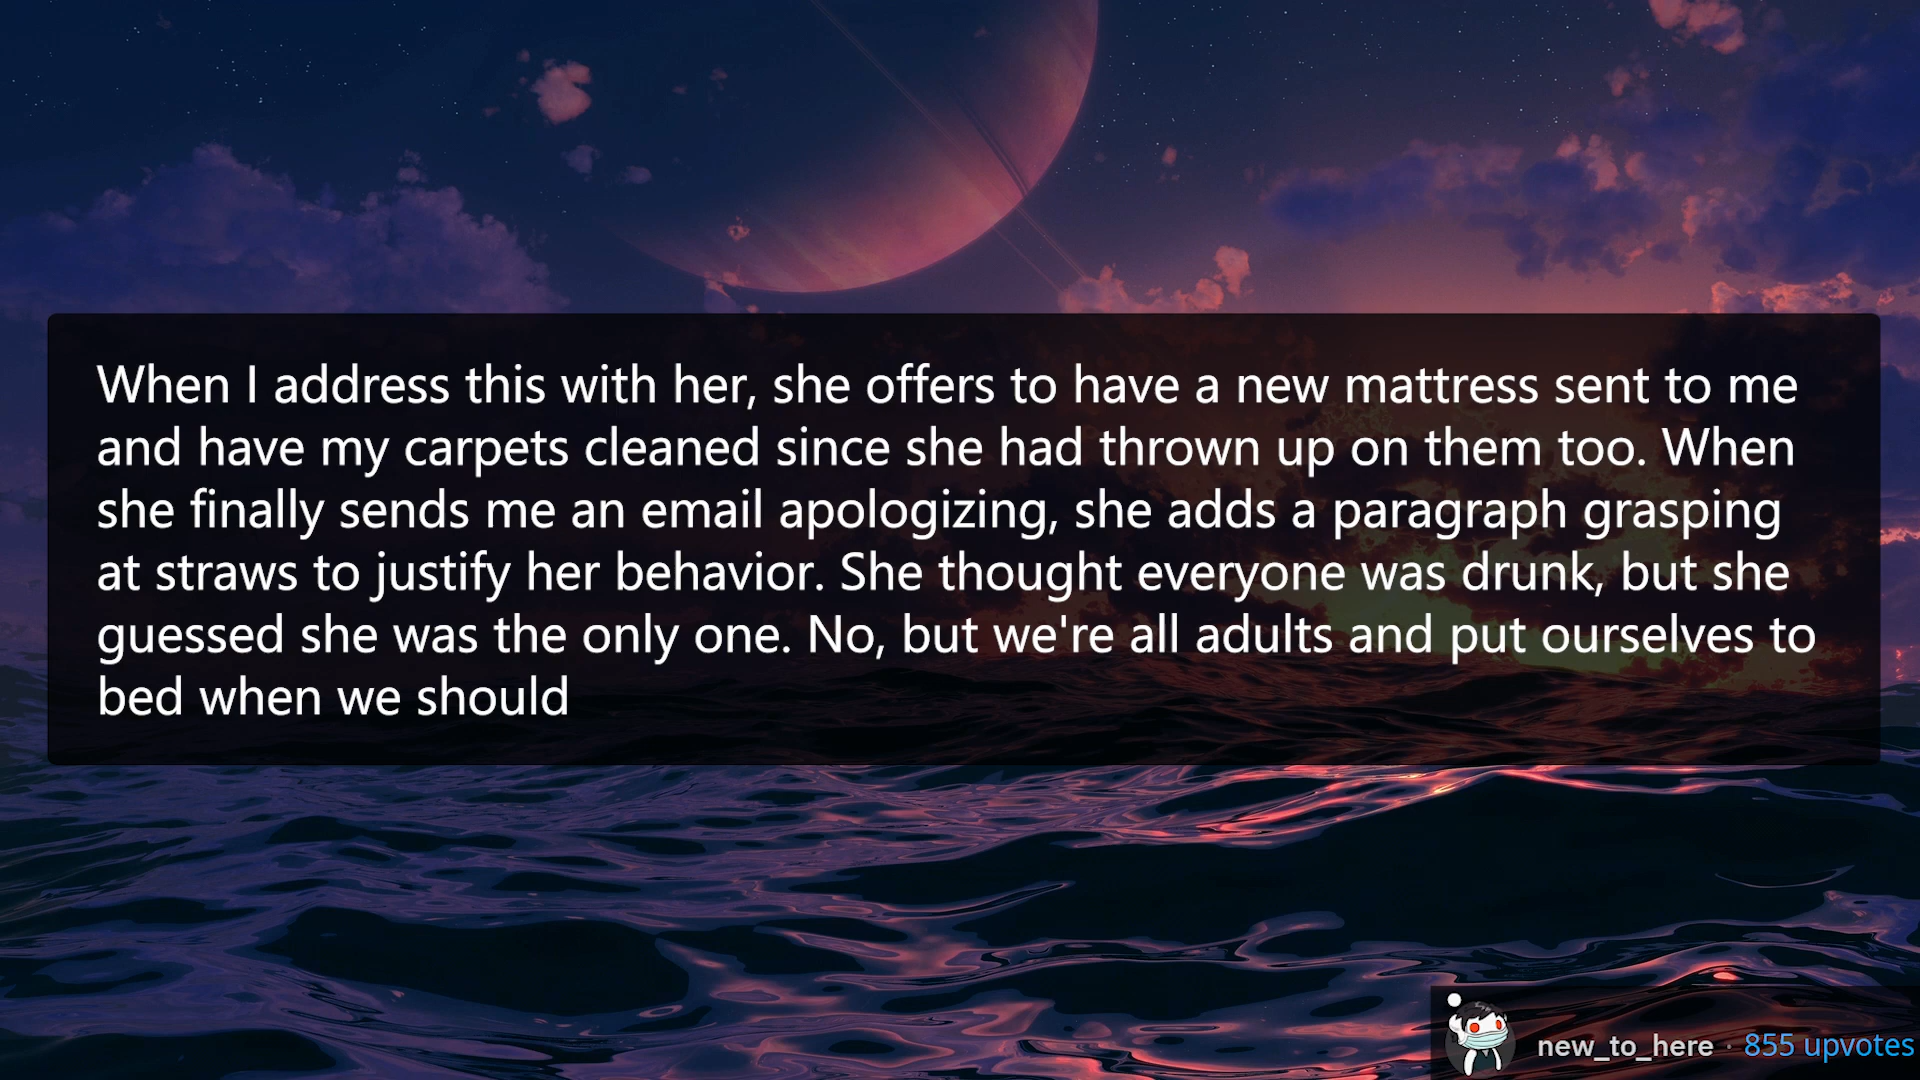 When I address this with her, she offers to have a new mattress sent to me
and have my carpets cleaned since she had thrown up on them too. When
she finally sends me an email apologizing, she adds a paragraph grasping
at straws to justify her behavior. She thought everyone was drunk, but she
guessed she was the only one. No, but we're all adults and put ourselves to
bed when we should
new_to_here · 855 upvotes